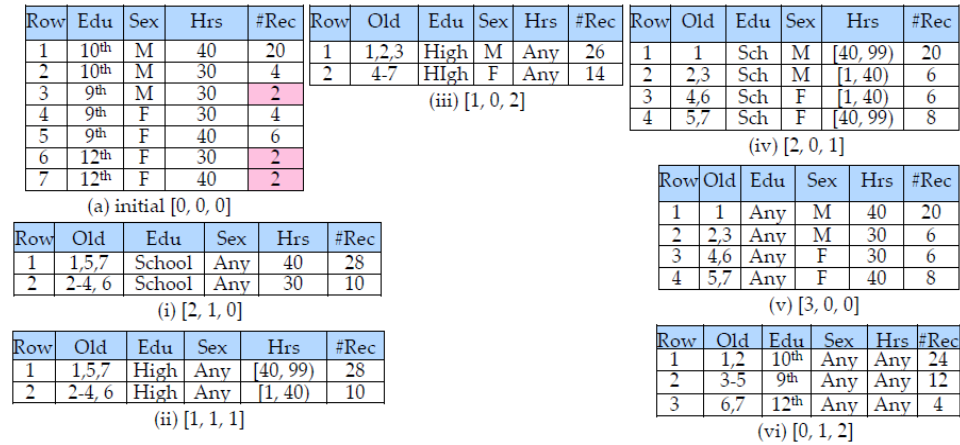 Row Edu Sex Hrs #Rec
1 10th M 40 20
2 10th M 30 4
3 9th M 30 2
4 9th F 30 4
5 9th F 40 6
6 12th F 30 2
7 12th F 40 2
(a) initial [0, 0, 0]
Row Old Edu Sex Hrs #Rec
1 1,5,7 School Any 40 28
2 2-4, 6 School Any 30 10
(i) [2, 1, 0]
Row Old Edu Sex Hrs #Rec
1 1,5,7 High Any [40, 99) 28
2 2-4, 6 High Any [1, 40) 10
(ii) [1, 1, 1]
Row Old Edu Sex Hrs #Rec
1 1,2,3 High M Any 26
2 4-7 HIgh F Any 14
(iii) [1, 0, 2]
Row Old Edu Sex Hrs #Rec
1 1 Sch M [40, 99) 20
2 2,3 Sch M [1, 40) 6
3 4,6 Sch F [1, 40) 6
4 5,7 Sch F [40, 99) 8
(iv) [2, 0, 1]
Row Old Edu Sex Hrs #Rec
1 1 Any M 40 20
2 2,3 Any M 30 6
3 4,6 Any F 30 6
4 5,7 Any F 40 8
(v) [3, 0, 0]
Row Old Edu Sex Hrs #Rec
1 1,2 10th Any Any 24
2 3-5 9th Any Any 12
3 6,7 12th Any Any 4
(vi) [0, 1, 2]